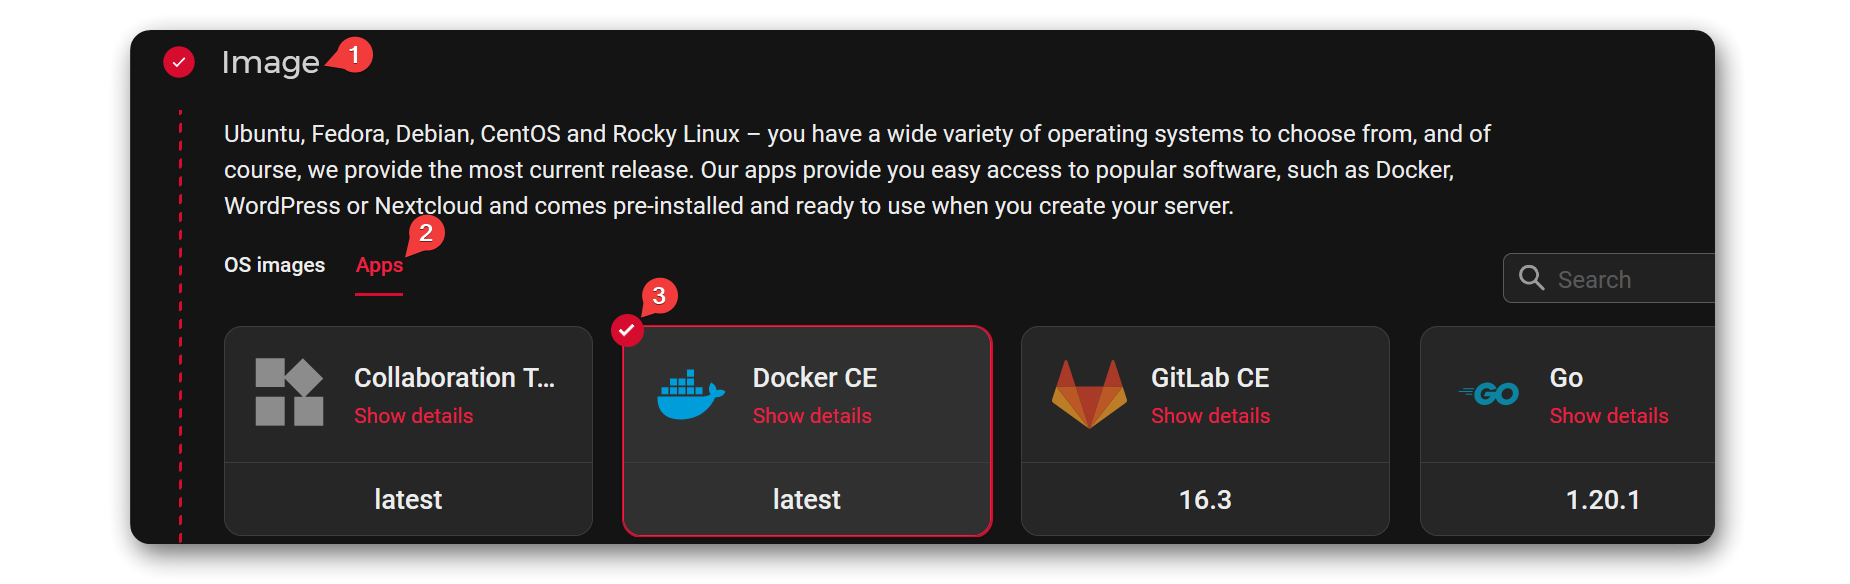 Image
1
Ubuntu, Fedora, Debian, CentOS and Rocky Linux – you have a wide variety of operating systems to choose from, and of
course, we provide the most current release. Our apps provide you easy access to popular software, such as Docker,
WordPress or Nextcloud and comes pre-installed and ready to use when you create your server.
2
OS images
Apps
Search
3
Collaboration T...
Show details
latest
Docker CE
Show details
latest
GitLab CE
Show details
16.3
GO
Go
Show details
1.20.1